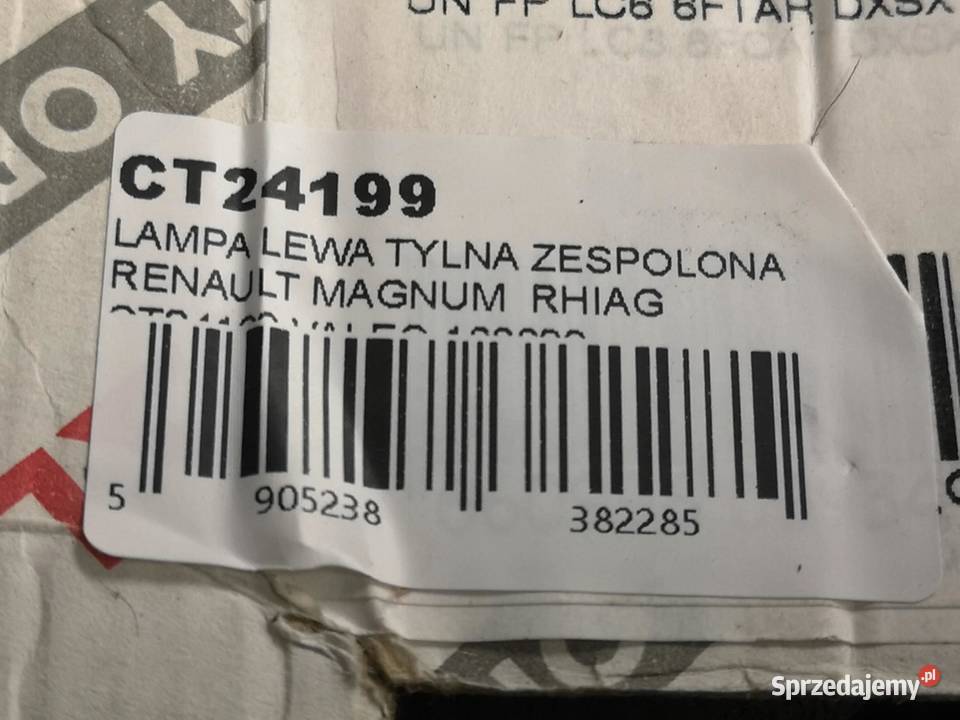 UN FP LC6 6FTAR DXSX
CT24199
LAMPA LEWA TYLNA ZESPOLONA
RENAULT MAGNUM RHIAG
5 905238 382285
Sprzedajemy.pl